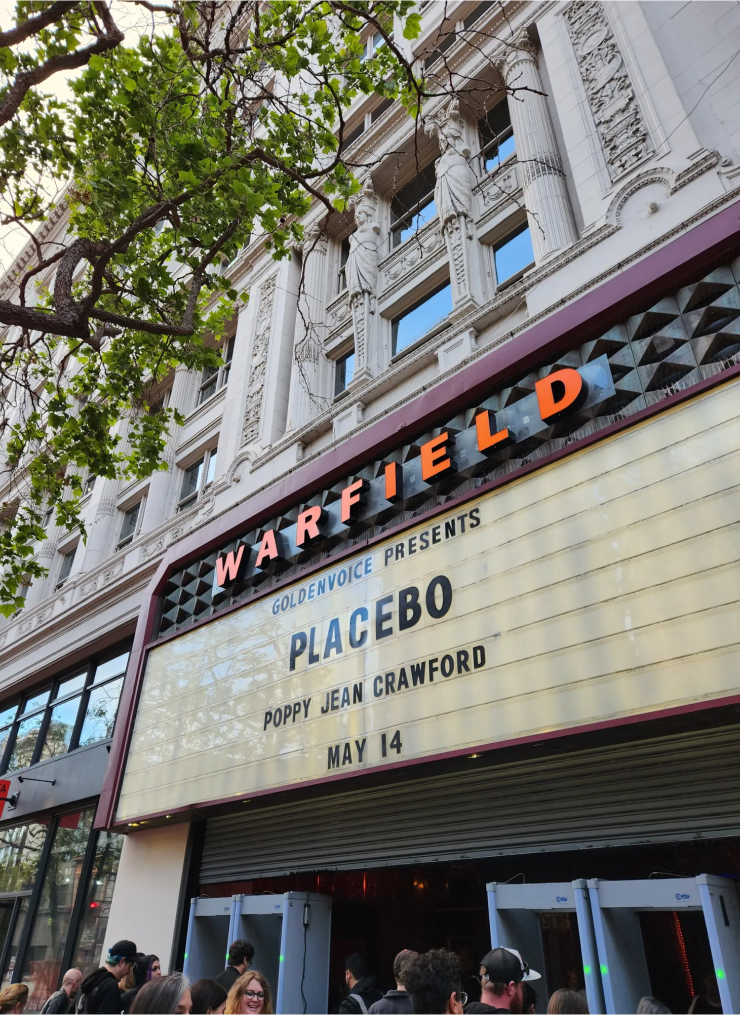 WARFIELD
GOLDENVOICE PRESENTS
PLACEBO
POPPY JEAN CRAWFORD
MAY 14